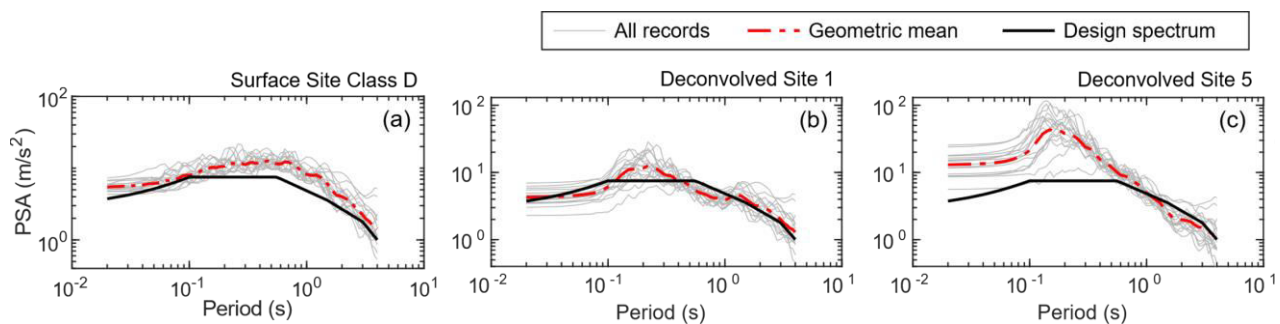 All records Geometric mean Design spectrum
Surface Site Class D
Deconvolved Site 1
Deconvolved Site 5
(a)
(b)
(c)
PSA (m/s²)
10²
10⁰
10⁻² 10⁻¹ 10⁰ 10¹
Period (s)
10²
10¹
10⁰
10⁻² 10⁻¹ 10⁰ 10¹
Period (s)
10²
10¹
10⁰
10⁻² 10⁻¹ 10⁰ 10¹
Period (s)